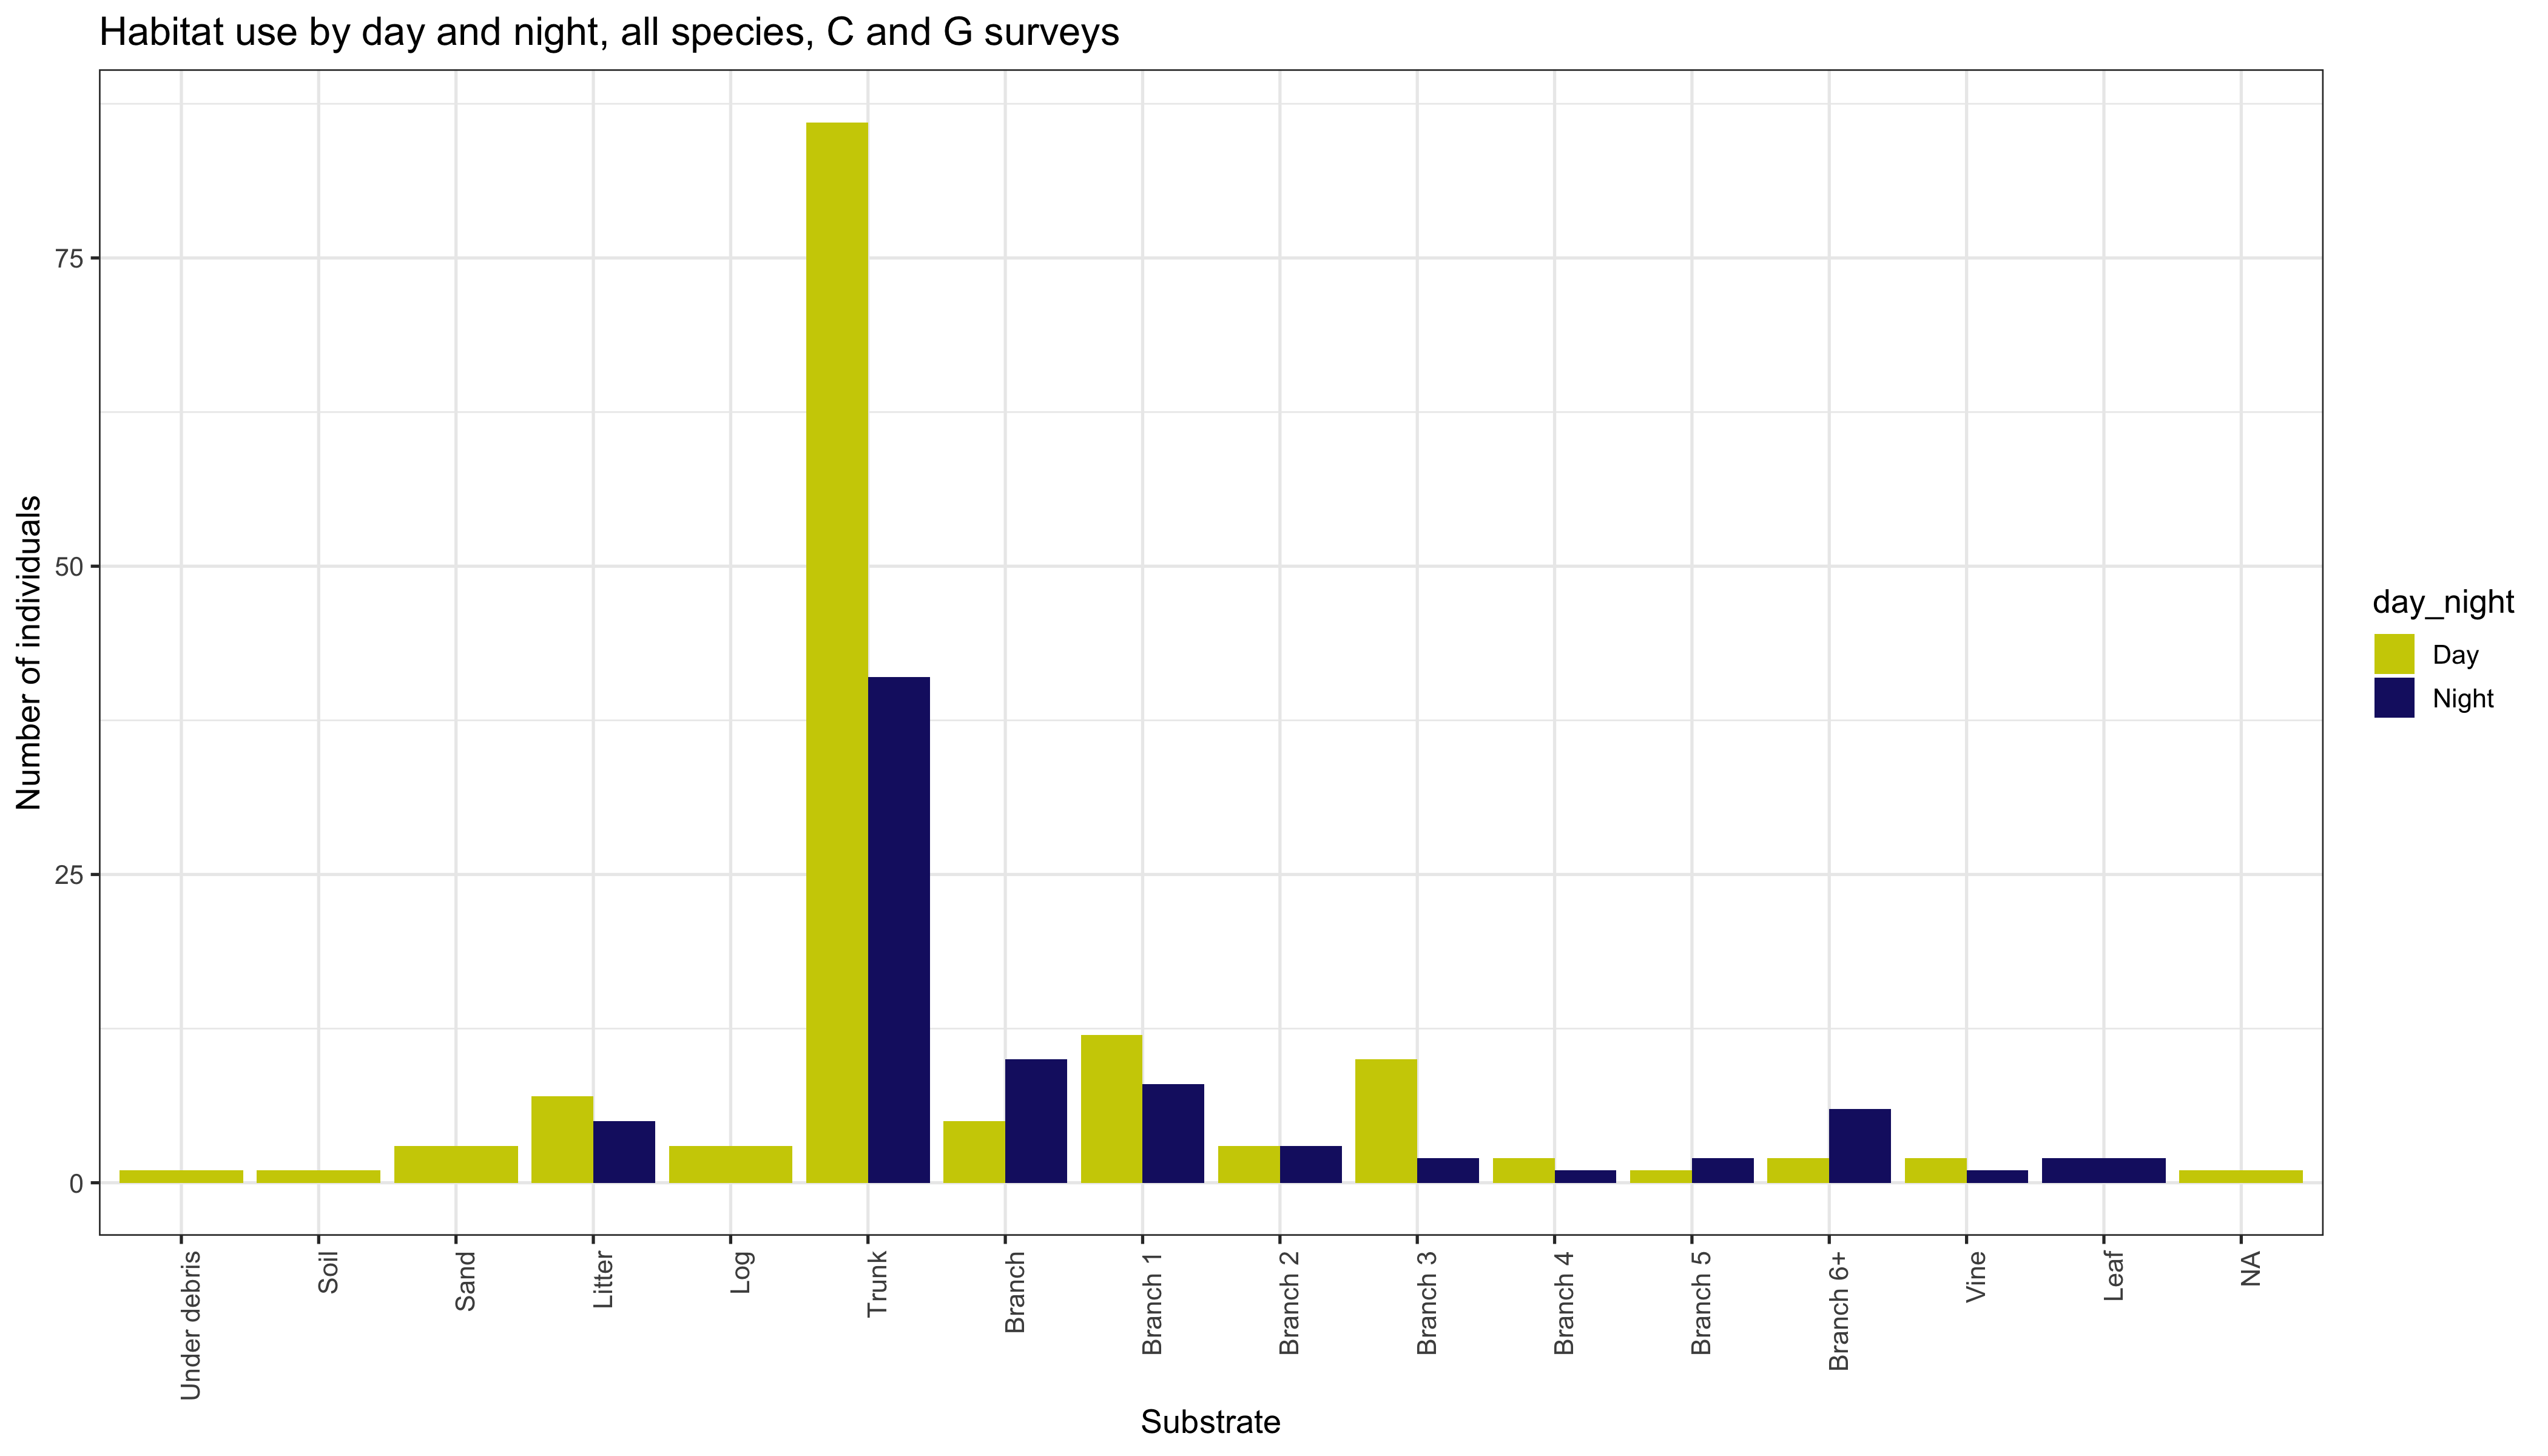 Habitat use by day and night, all species, C and G surveys
Number of individuals
75
50
25
0
Under debris
Soil
Sand
Litter
Log
Trunk
Branch
Branch 1
Branch 2
Branch 3
Branch 4
Branch 5
Branch 6+
Vine
Leaf
NA
Substrate
day_night
Day
Night